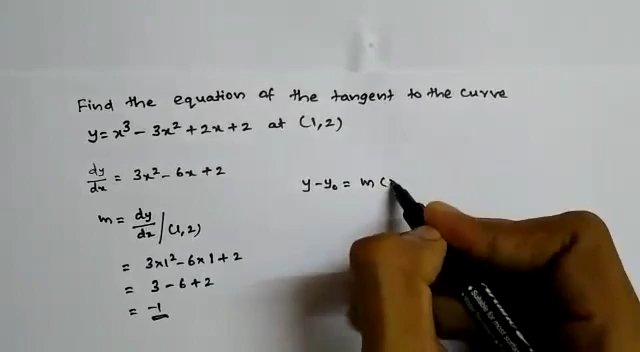 Find the equation of the tangent to the curve
y = x³ - 3x² + 2x + 2 at (1,2)
dy/dx = 3x² - 6x + 2
y - y₀ = m (
m = dy/dx | (1,2)
= 3×1² - 6×1 + 2
= 3 - 6 + 2
= -1